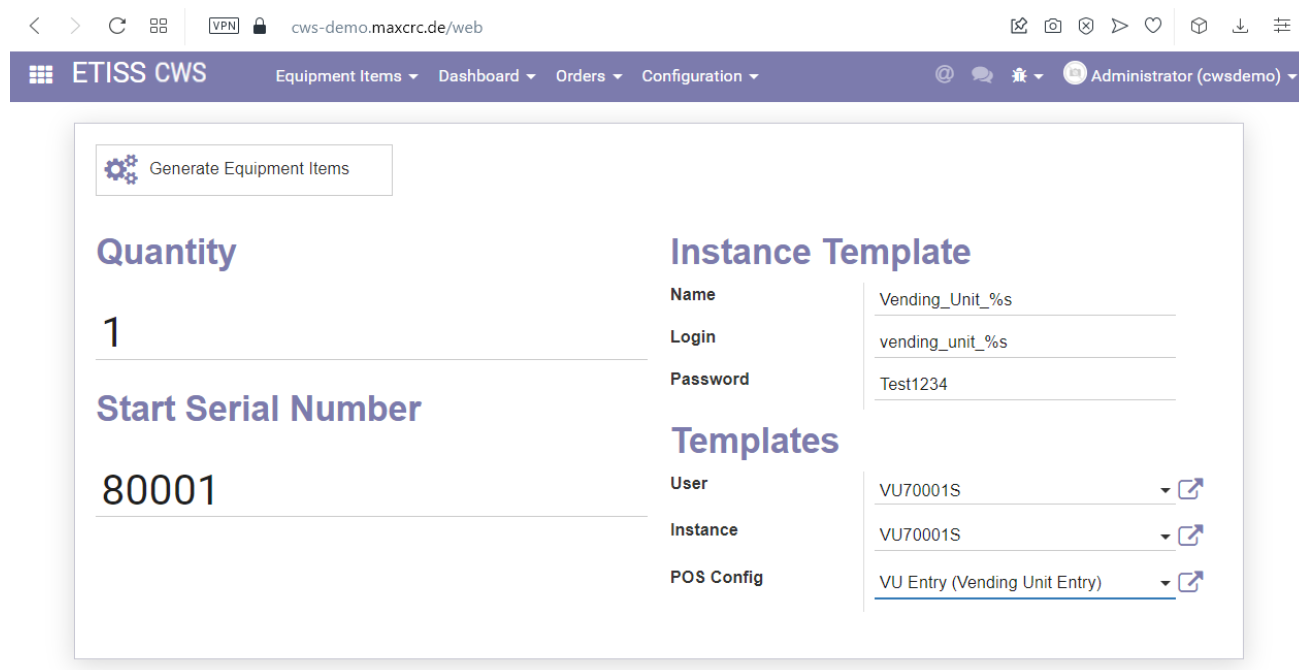 VPN cws-demo.maxcrc.de/web
ETISS CWS Equipment Items Dashboard Orders Configuration @ Administrator (cwsdemo)
Generate Equipment Items
Quantity
1
Start Serial Number
80001
Instance Template
Name Vending_Unit_%s
Login vending_unit_%s
Password Test1234
Templates
User VU70001S
Instance VU70001S
POS Config VU Entry (Vending Unit Entry)